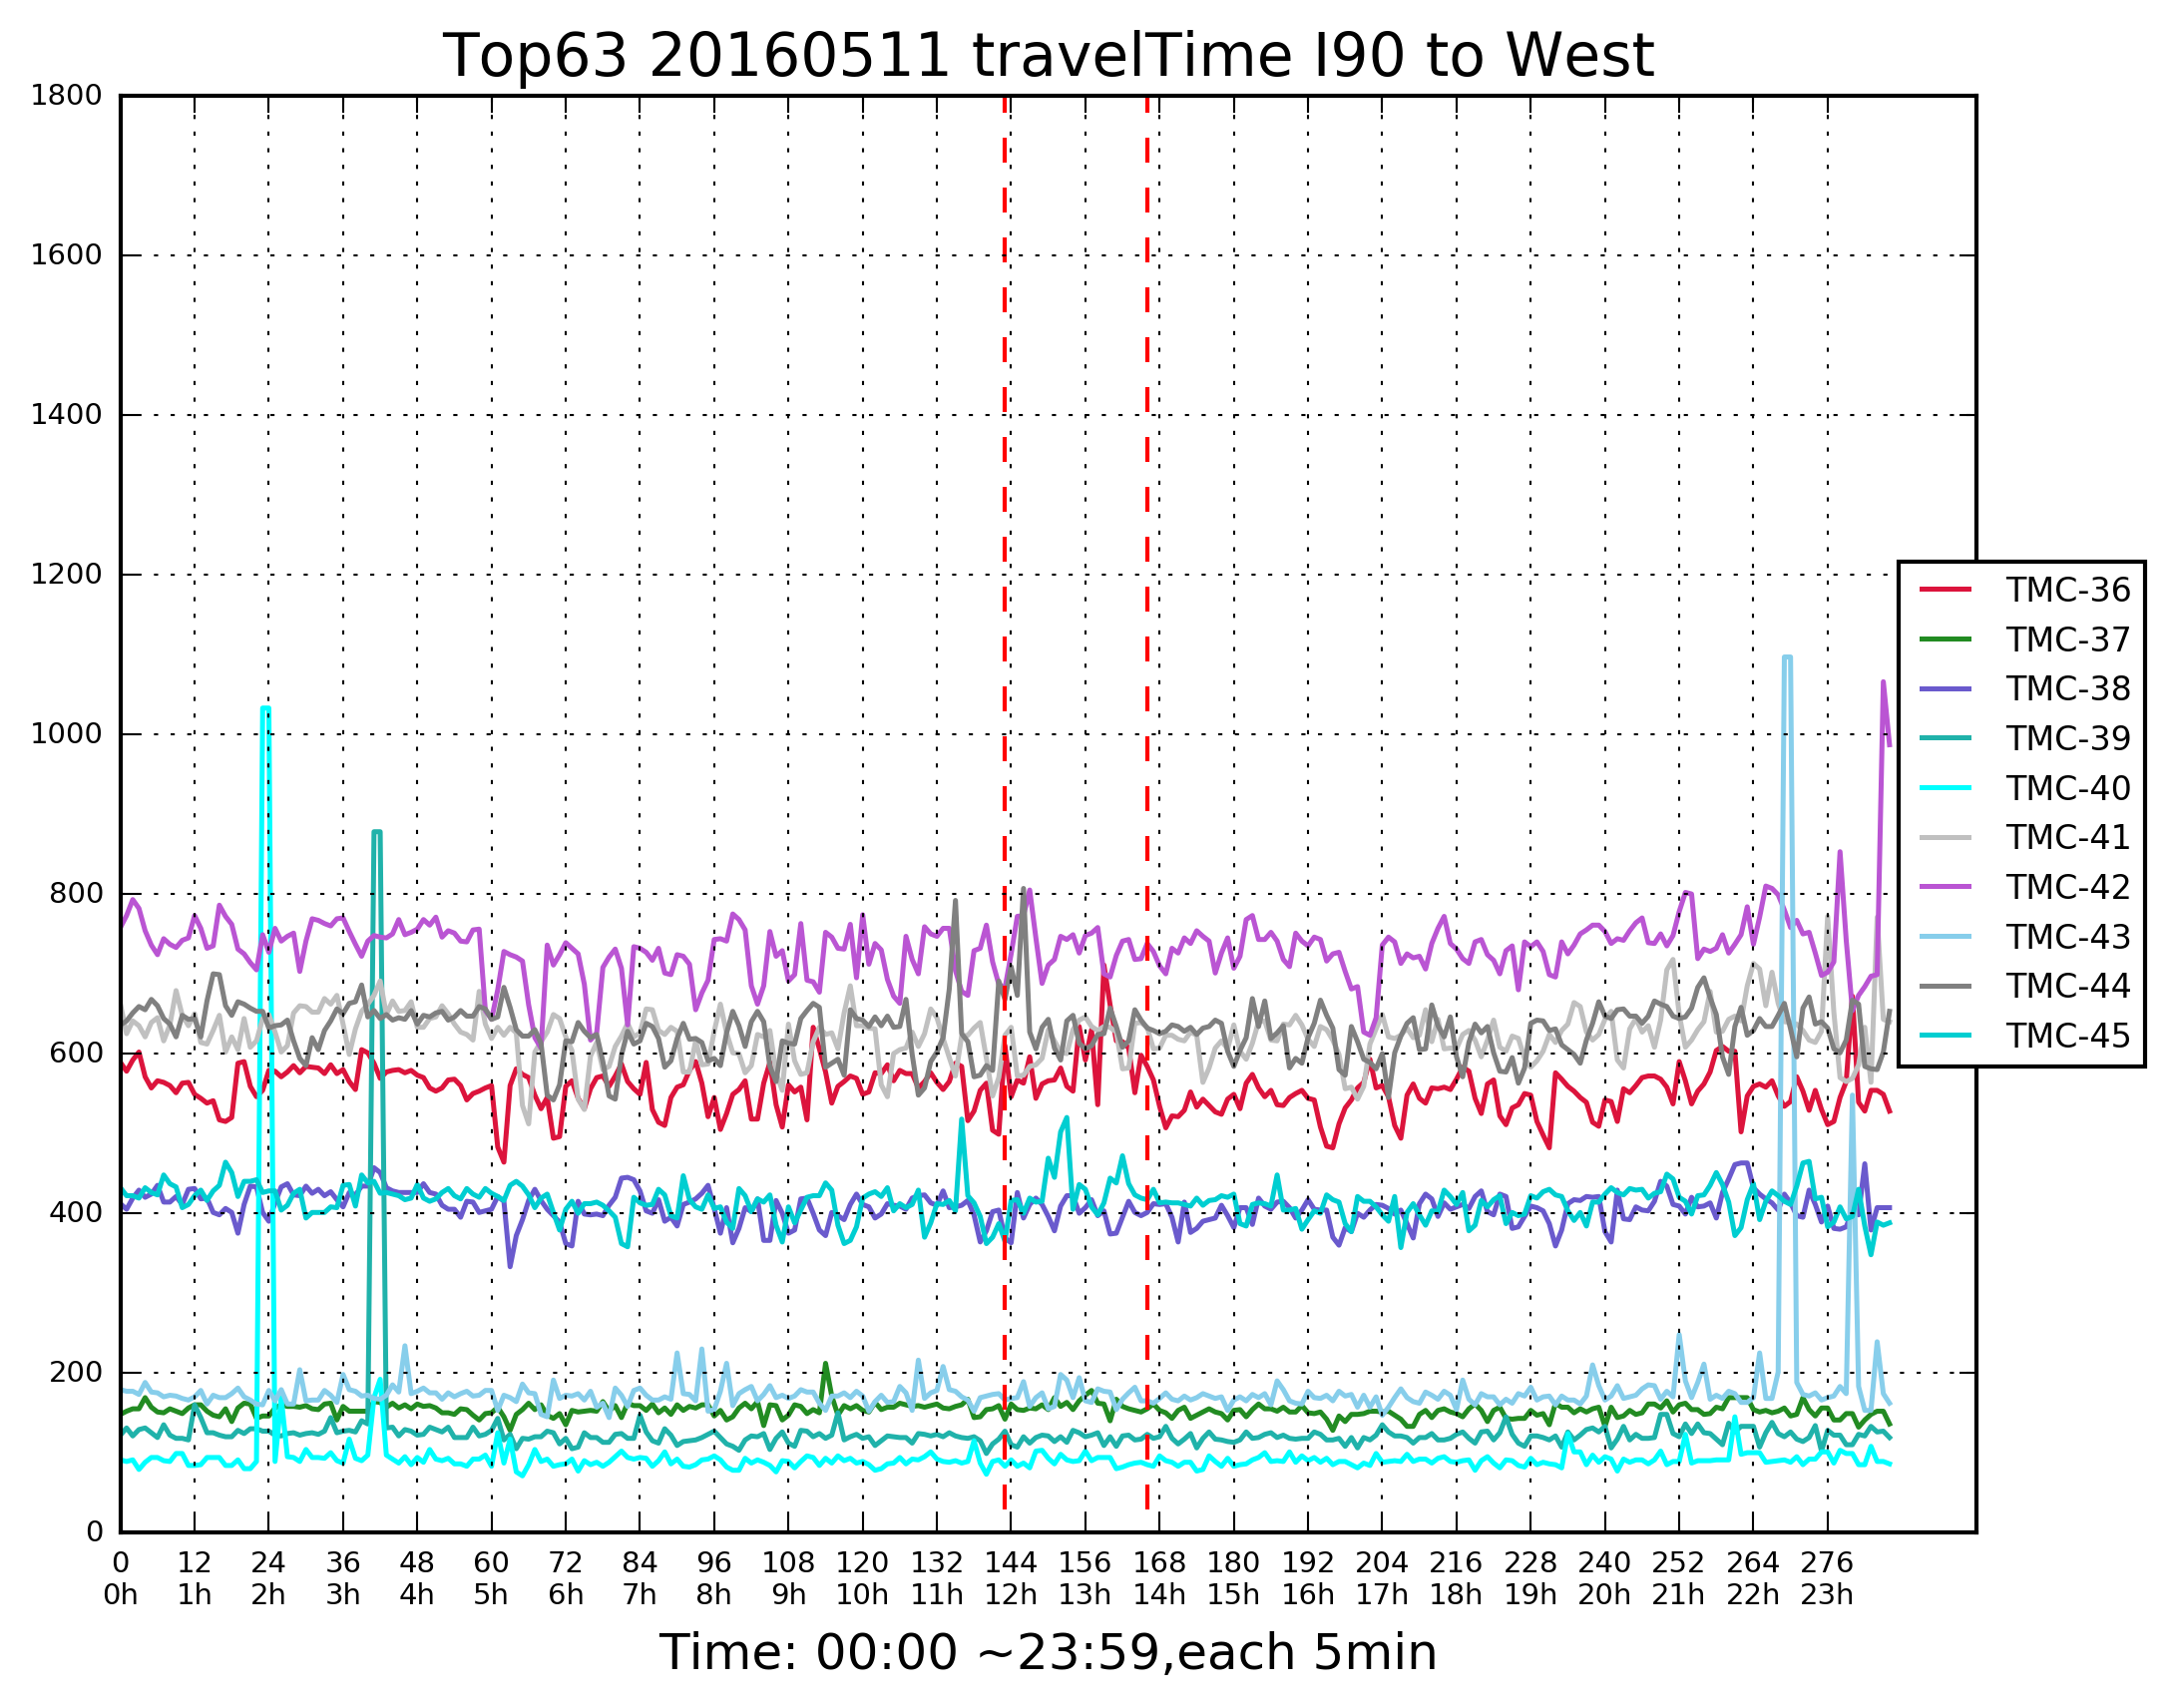 Top63 20160511 travelTime I90 to West
1800
1600
1400
1200
1000
800
600
400
200
0
TMC-36
TMC-37
TMC-38
TMC-39
TMC-40
TMC-41
TMC-42
TMC-43
TMC-44
TMC-45
0 12 24 36 48 60 72 84 96 108 120 132 144 156 168 180 192 204 216 228 240 252 264 276
0h 1h 2h 3h 4h 5h 6h 7h 8h 9h 10h 11h 12h 13h 14h 15h 16h 17h 18h 19h 20h 21h 22h 23h
Time: 00:00 ~23:59,each 5min